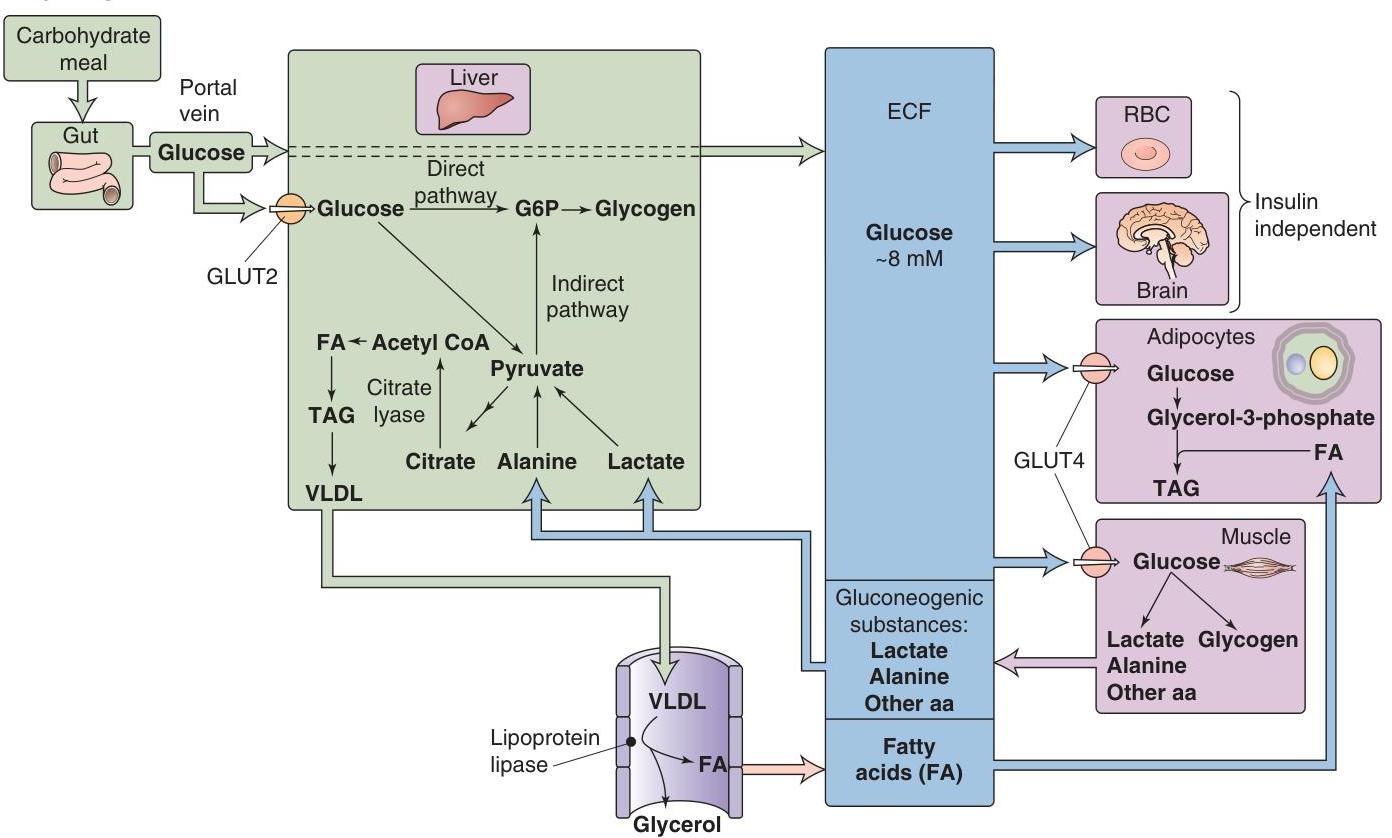 Carbohydrate
meal
Gut
Portal
vein
Glucose
GLUT2
Liver
Direct
pathway
Glucose
G6P
Glycogen
Indirect
pathway
FA
Acetyl CoA
Pyruvate
Citrate
lyase
TAG
Citrate
Alanine
Lactate
VLDL
VLDL
Lipoprotein
lipase
FA
Glycerol
ECF
Glucose
~8 mM
Gluconeogenic
substances:
Lactate
Alanine
Other aa
Fatty
acids (FA)
RBC
Brain
Insulin
independent
Adipocytes
Glucose
Glycerol-3-phosphate
FA
TAG
GLUT4
Muscle
Glucose
Lactate Glycogen
Alanine
Other aa